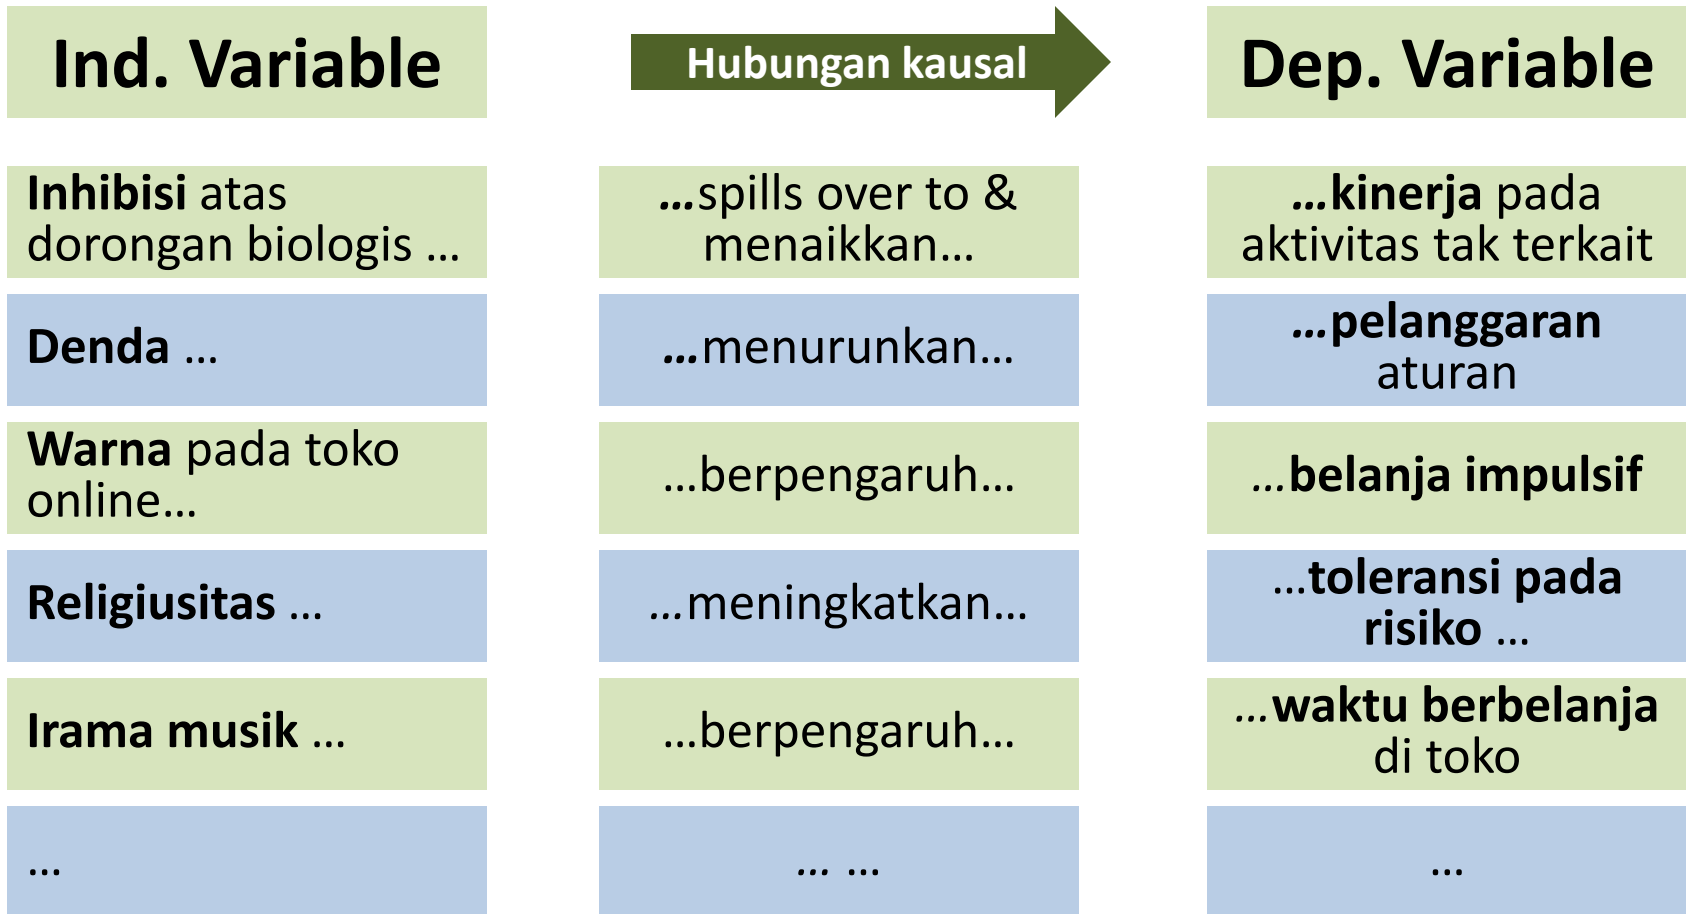 Ind. Variable
Hubungan kausal
Dep. Variable
Inhibisi atas
dorongan biologis ...
...spills over to &
menaikkan...
...kinerja pada
aktivitas tak terkait
Denda ...
...menurunkan...
...pelanggaran
aturan
Warna pada toko
online...
...berpengaruh...
...belanja impulsif
Religiusitas ...
...meningkatkan...
...toleransi pada
risiko ...
Irama musik ...
...berpengaruh...
...waktu berbelanja
di toko
...
... ...
...